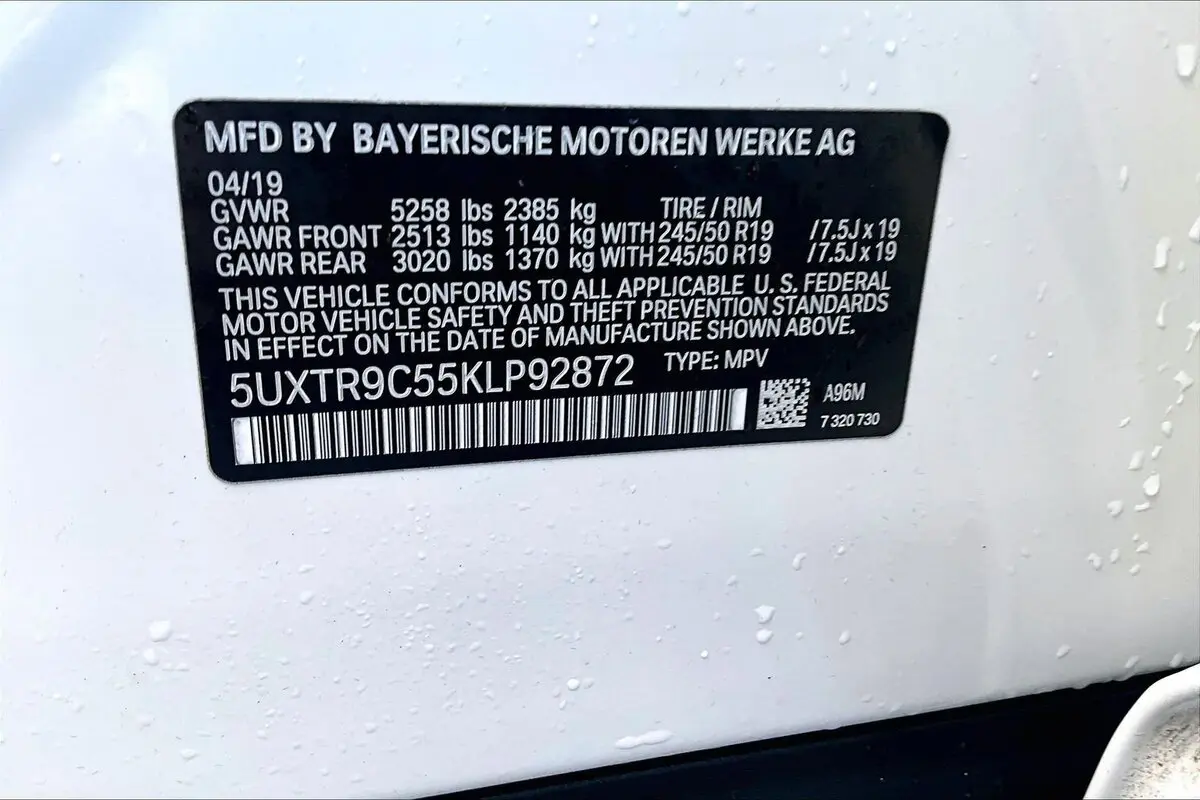 MFD BY BAYERISCHE MOTOREN WERKE AG
04/19
GVWR 5258 lbs 2385 kg TIRE / RIM
GAWR FRONT 2513 lbs 1140 kg WITH 245/50 R19 /7.5J x 19
GAWR REAR 3020 lbs 1370 kg WITH 245/50 R19 /7.5J x 19
THIS VEHICLE CONFORMS TO ALL APPLICABLE U. S. FEDERAL
MOTOR VEHICLE SAFETY AND THEFT PREVENTION STANDARDS
IN EFFECT ON THE DATE OF MANUFACTURE SHOWN ABOVE.
5UXTR9C55KLP92872 TYPE: MPV
A96M
7 320 730